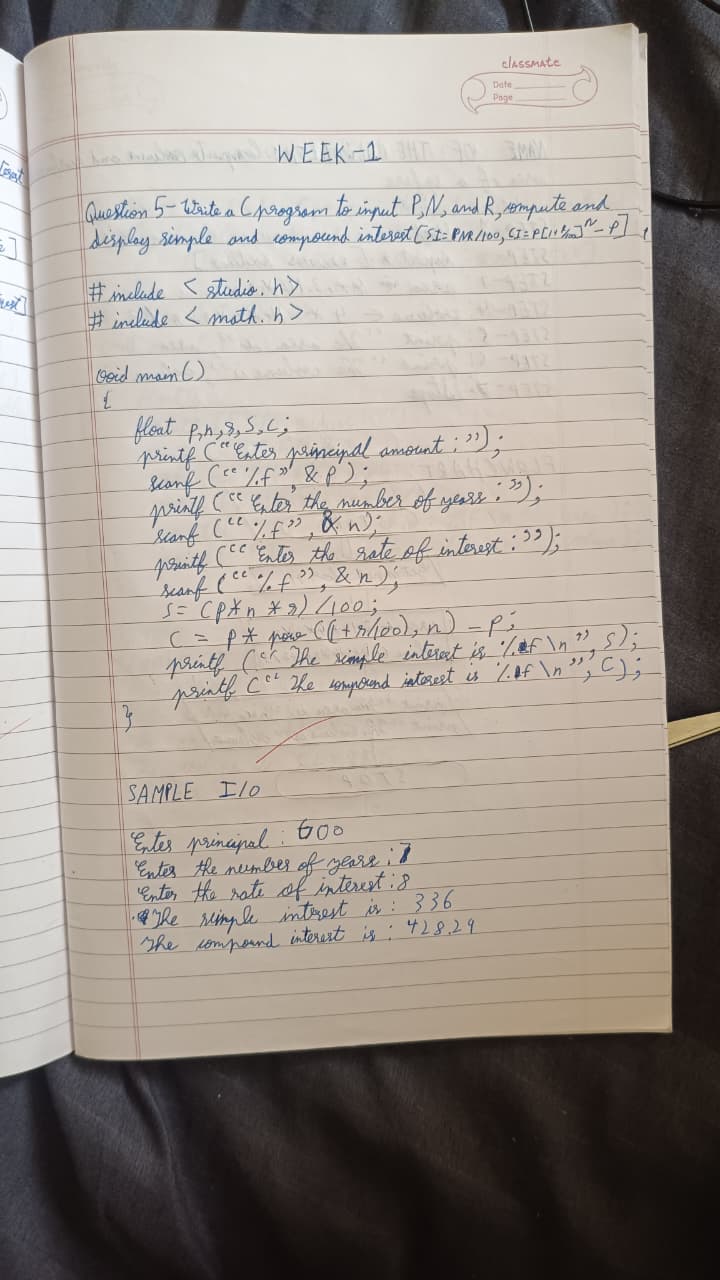 classmate
Date
Page
WEEK-1
Question 5- Write a C program to input P, N, and R, compute and
display simple and compound interest [SI= PNR/100, CI = P[1+r/100]^N - P]
# include < studio.h>
# include < math.h>
void main()
{
float p,n,r,S,C;
printf (“Enter principal amount : ”);
scanf (“%f”, & p);
printf (“Enter the number of years : ”);
scanf (“%f”, & n);
printf (“Enter the rate of interest : ”);
scanf (“%f”, & n);
S= (p*n*r)/100;
C = p* pow ((1+r/100), n) - p;
printf (“The simple interest is %.f \n”, S);
printf (“The compound interest is %.f \n”, C);
}
SAMPLE I/O
Enter principal : 600
Enter the number of years : 7
Enter the rate of interest : 8
The simple interest is : 336
The compound interest is : 428.29